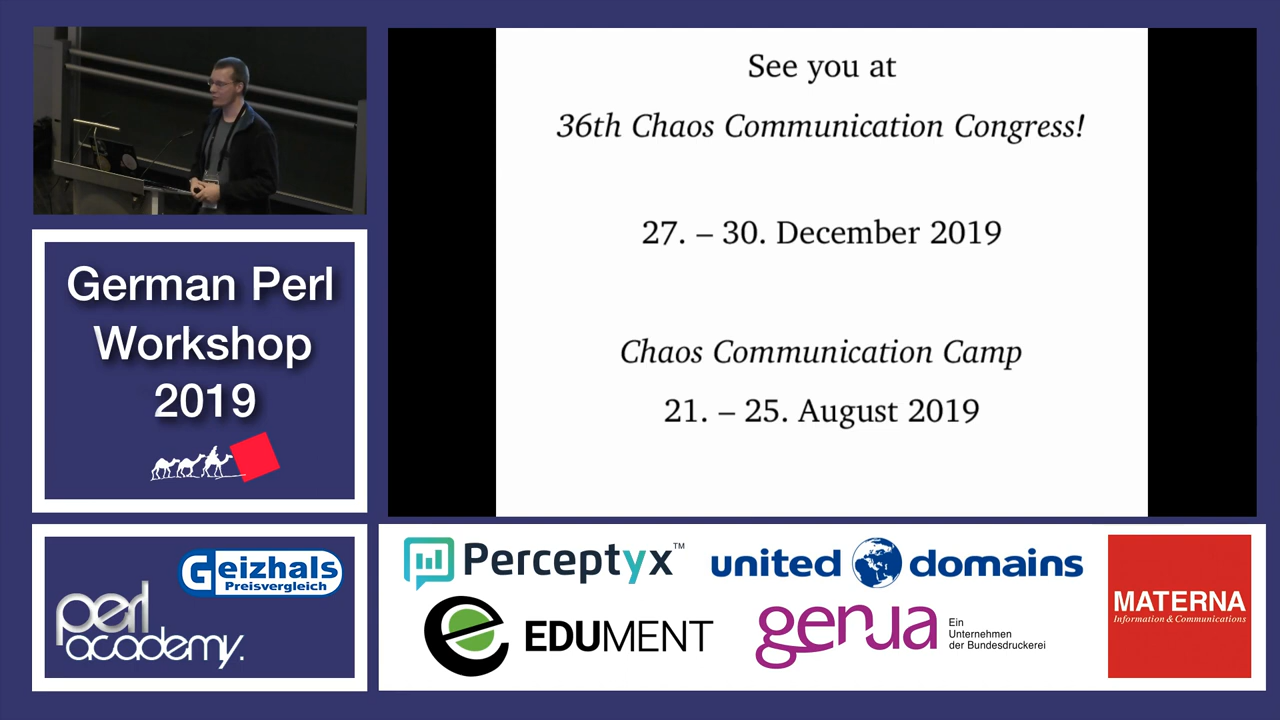 See you at
36th Chaos Communication Congress!
27. – 30. December 2019
Chaos Communication Camp
21. – 25. August 2019
German Perl
Workshop
2019
Geizhals
Preisvergleich
perl
academy.
Perceptyx™
united domains
EDUMENT
genua
Ein
Unternehmen
der Bundesdruckerei
MATERNA
Information & Communications